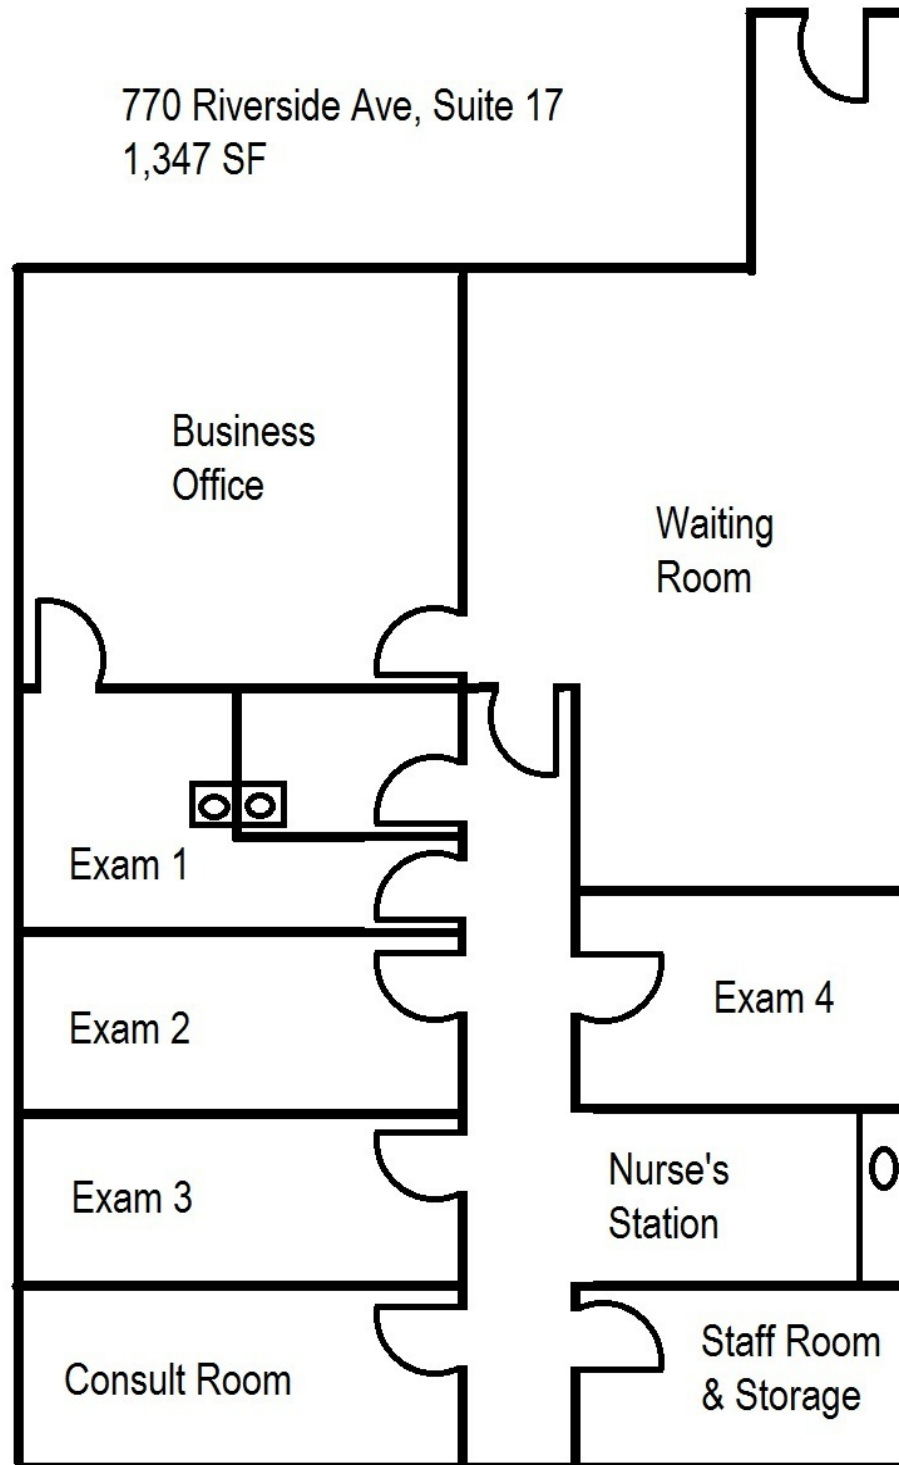 770 Riverside Ave, Suite 17
1,347 SF
Business
Office
Waiting
Room
Exam 1
Exam 2
Exam 4
Exam 3
Nurse's
Station
Consult Room
Staff Room
& Storage